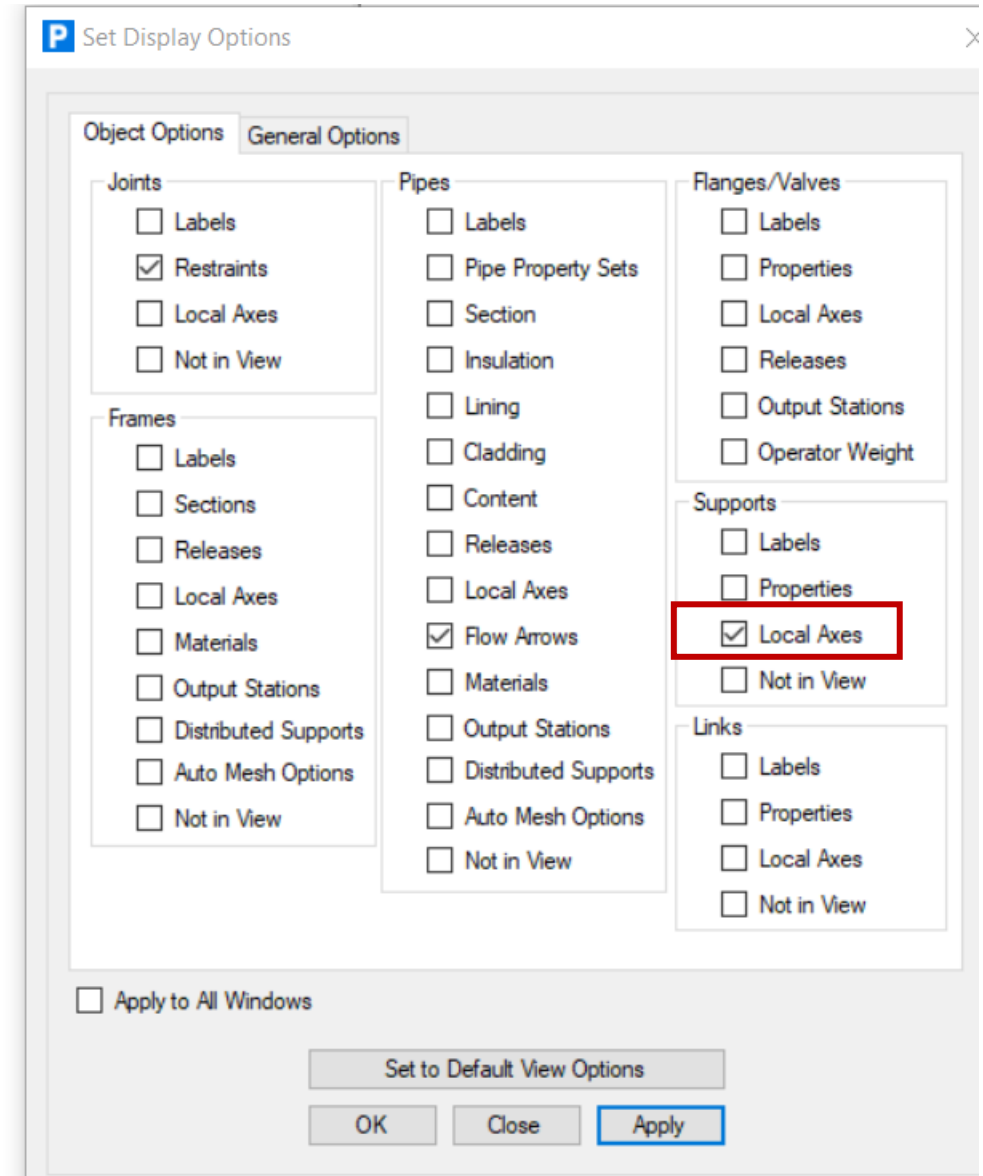 P Set Display Options
Object Options
General Options
Joints
Labels
Restraints
Local Axes
Not in View
Frames
Labels
Sections
Releases
Local Axes
Materials
Output Stations
Distributed Supports
Auto Mesh Options
Not in View
Pipes
Labels
Pipe Property Sets
Section
Insulation
Lining
Cladding
Content
Releases
Local Axes
Flow Arrows
Materials
Output Stations
Distributed Supports
Auto Mesh Options
Not in View
Flanges/Valves
Labels
Properties
Local Axes
Releases
Output Stations
Operator Weight
Supports
Labels
Properties
Local Axes
Not in View
Links
Labels
Properties
Local Axes
Not in View
Apply to All Windows
Set to Default View Options
OK
Close
Apply